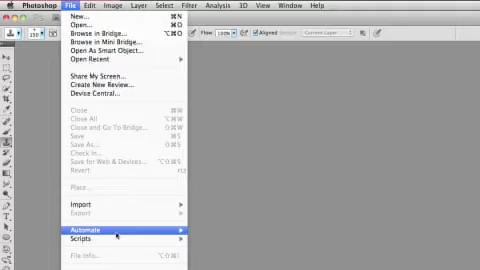 Photoshop File Edit Image Layer Select Filter Analysis 3D View Window
150 Flow: 100% Aligned Current Layer
New... ⌘N
Open... ⌘O
Browse in Bridge... ⌥⌘O
Browse in Mini Bridge...
Open As Smart Object...
Open Recent
Share My Screen...
Create New Review...
Device Central...
Close ⌘W
Close All ⌥⌘W
Close and Go To Bridge... ⇧⌘W
Save ⌘S
Save As... ⇧⌘S
Check In...
Save for Web & Devices... ⌥⇧⌘S
Revert F12
Place...
Import
Export
Automate
Scripts
File Info... ⌥⇧⌘I